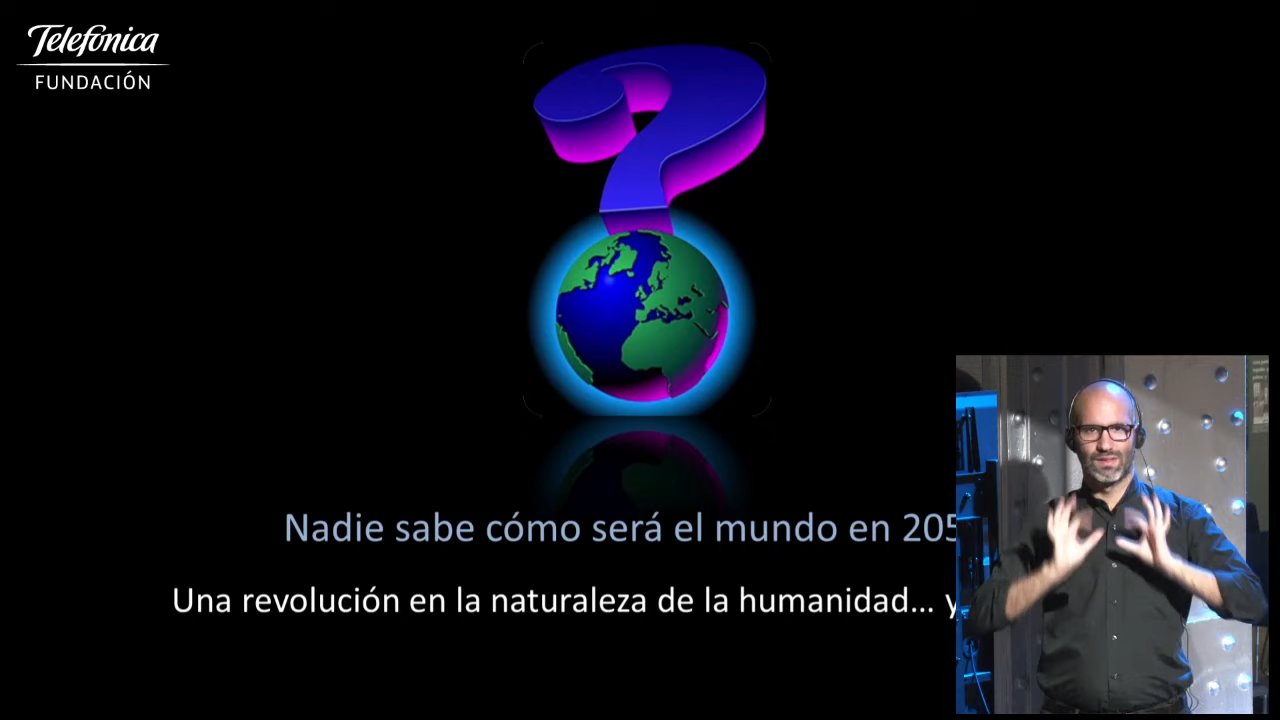 Telefónica
FUNDACIÓN
Nadie sabe cómo será el mundo en 205
Una revolución en la naturaleza de la humanidad... y